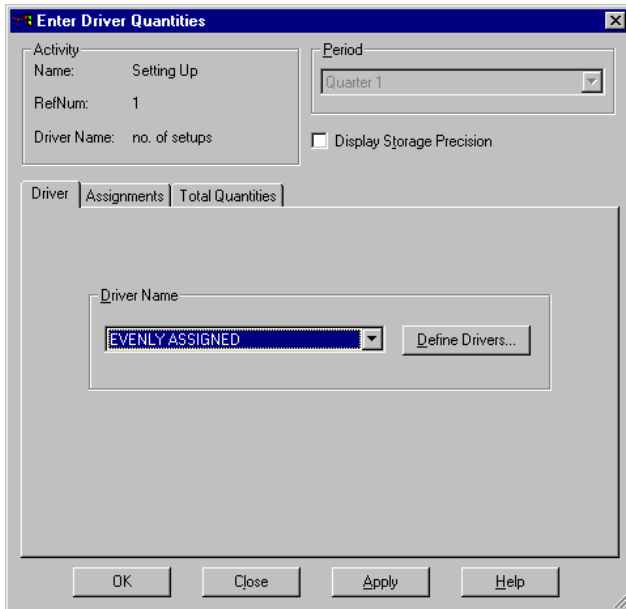 Enter Driver Quantities
Activity
Name: Setting Up
RefNum: 1
Driver Name: no. of setups
Period
Quarter 1
Display Storage Precision
Driver Assignments Total Quantities
Driver Name
EVENLY ASSIGNED Define Drivers...
OK Close Apply Help